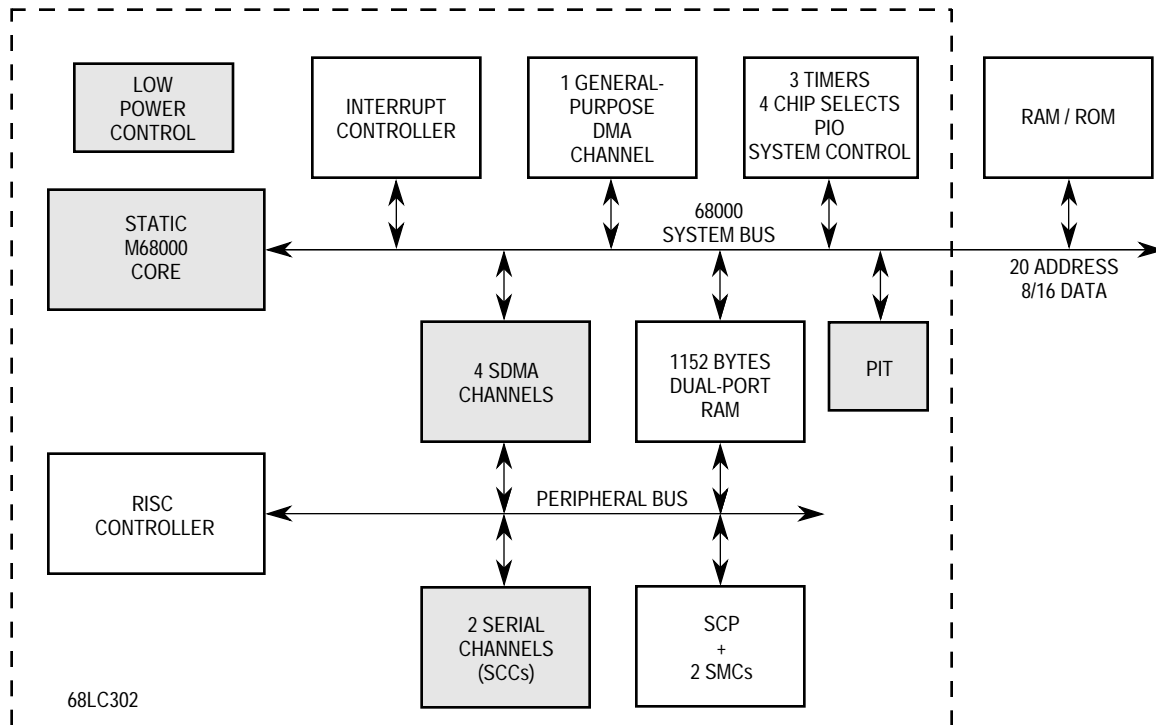 LOW
POWER
CONTROL
INTERRUPT
CONTROLLER
1 GENERAL-
PURPOSE
DMA
CHANNEL
3 TIMERS
4 CHIP SELECTS
PIO
SYSTEM CONTROL
RAM / ROM
STATIC
M68000
CORE
68000
SYSTEM BUS
20 ADDRESS
8/16 DATA
4 SDMA
CHANNELS
1152 BYTES
DUAL-PORT
RAM
PIT
RISC
CONTROLLER
PERIPHERAL BUS
2 SERIAL
CHANNELS
(SCCs)
SCP
+
2 SMCs
68LC302